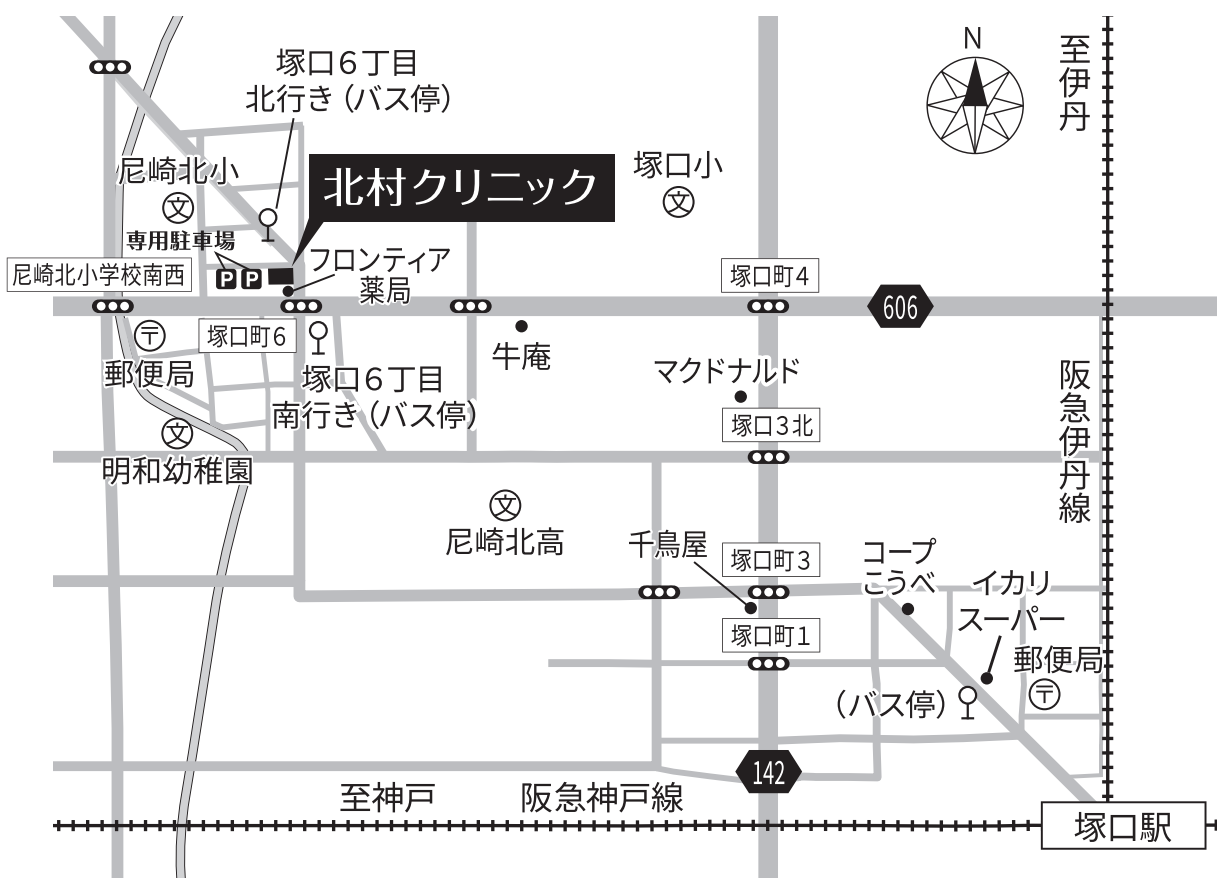 N
至伊丹
塚口６丁目
北行き（バス停）
尼崎北小
文
北村クリニック
塚口小
文
専用駐車場
P P
フロンティア
薬局
尼崎北小学校南西
塚口町４
606
塚口町６
〒
郵便局
牛庵
塚口６丁目
南行き（バス停）
マクドナルド
塚口３北
阪急伊丹線
文
明和幼稚園
文
尼崎北高
千鳥屋
塚口町３
コープ
こうべ
イカリ
スーパー
塚口町１
郵便局
〒
（バス停）
142
至神戸
阪急神戸線
塚口駅